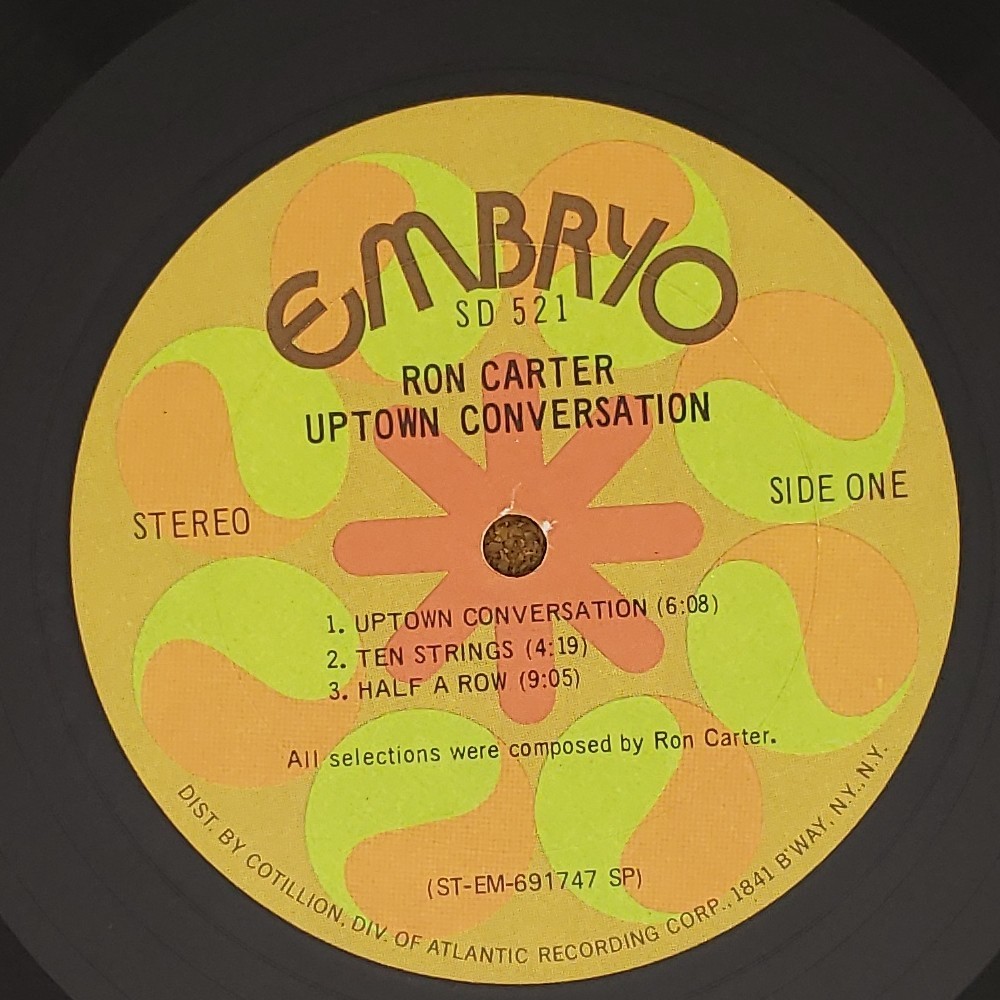 EMBRYO
SD 521
RON CARTER
UPTOWN CONVERSATION
STEREO
SIDE ONE
1. UPTOWN CONVERSATION (6:08)
2. TEN STRINGS (4:19)
3. HALF A ROW (9:05)
All selections were composed by Ron Carter.
(ST-EM-691747 SP)
DIST. BY COTILLION, DIV. OF ATLANTIC RECORDING CORP., 1841 B'WAY, N.Y., N.Y.